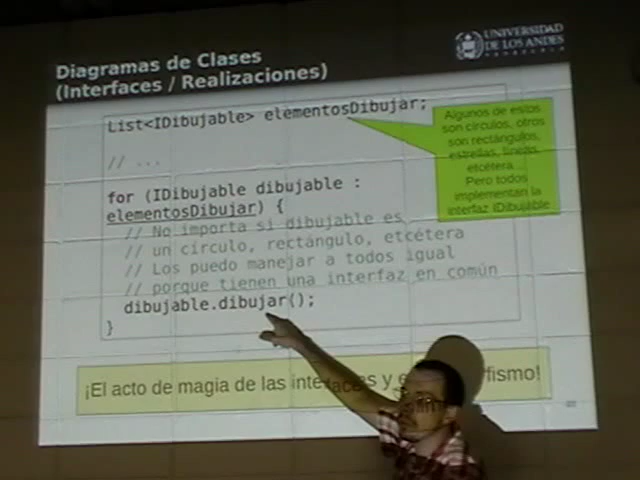 Diagramas de Clases
(Interfaces / Realizaciones)
UNIVERSIDAD
DE LOS ANDES
VENEZUELA
List<IDibujable> elementosDibujar;
// ...
for (IDibujable dibujable :
elementosDibujar) {
// No importa si dibujable es
// un círculo, rectángulo, etcétera
// Los puedo manejar a todos igual
// porque tienen una interfaz en común
dibujable.dibujar();
}
Algunos de estos
son círculos, otros
son rectángulos,
estrellas, líneas,
etcétera...
Pero todos
implementan la
interfaz IDibujable
¡El acto de magia de las interfaces y fismo!